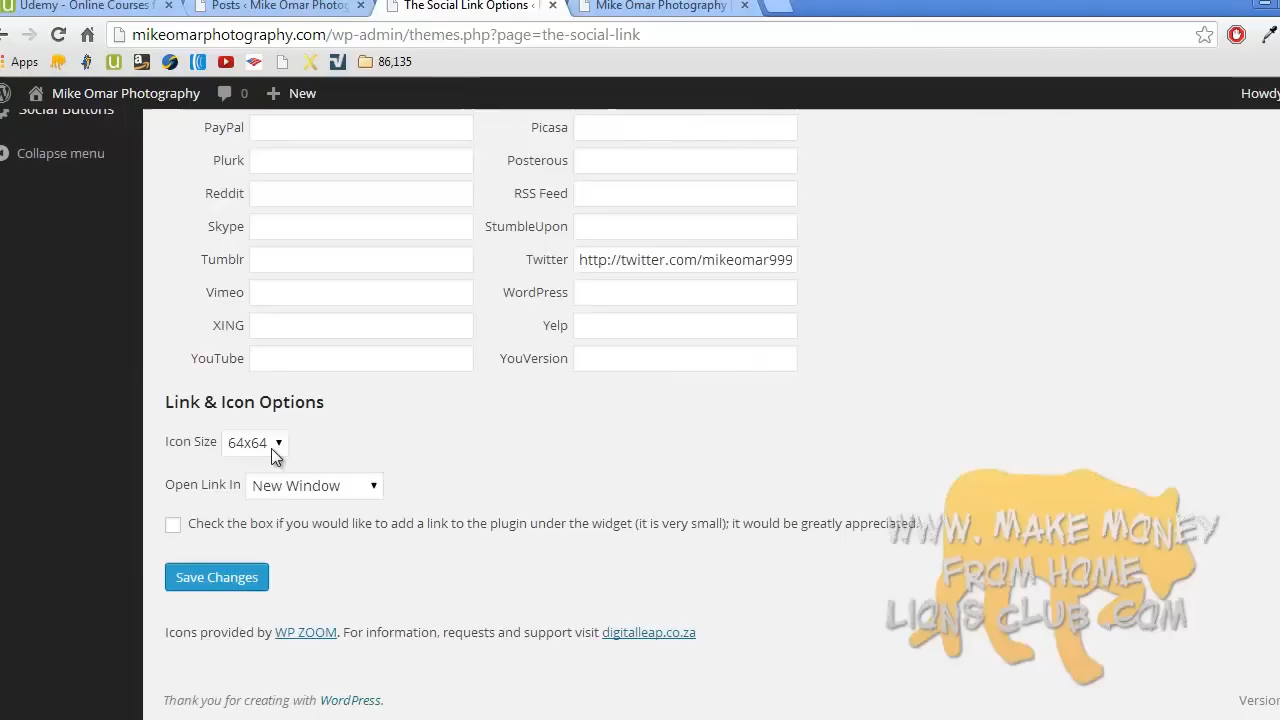 Udemy - Online Courses f
Posts ‹ Mike Omar Photog
The Social Link Options ‹
Mike Omar Photography
mikeomarphotography.com/wp-admin/themes.php?page=the-social-link
Apps
86,135
Mike Omar Photography
0
New
Howdy
Social Buttons
Collapse menu
PayPal
Picasa
Plurk
Posterous
Reddit
RSS Feed
Skype
StumbleUpon
Tumblr
Twitter
http://twitter.com/mikeomar999
Vimeo
WordPress
XING
Yelp
YouTube
YouVersion
Link & Icon Options
Icon Size
64x64
Open Link In
New Window
Check the box if you would like to add a link to the plugin under the widget (it is very small); it would be greatly appreciated.
Save Changes
WWW. MAKE MONEY
FROM HOME
LIONS CLUB .COM
Icons provided by WP ZOOM. For information, requests and support visit digitalleap.co.za
Thank you for creating with WordPress.
Version